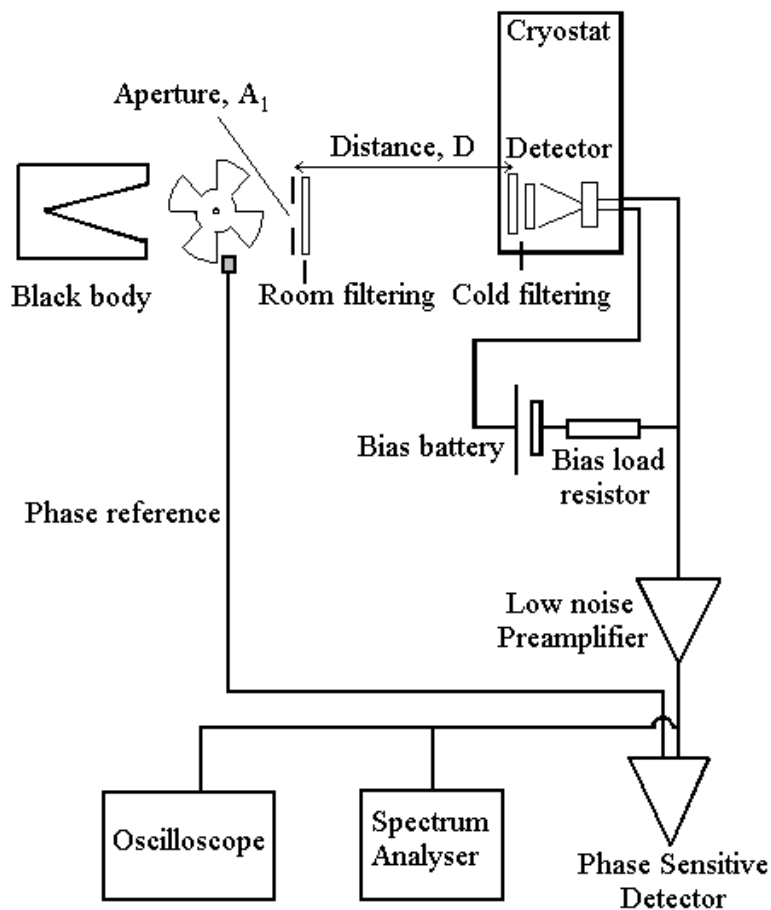 Cryostat
Aperture, A₁
Distance, D
Detector
Black body
Room filtering
Cold filtering
Bias battery
Bias load
resistor
Phase reference
Low noise
Preamplifier
Oscilloscope
Spectrum
Analyser
Phase Sensitive
Detector